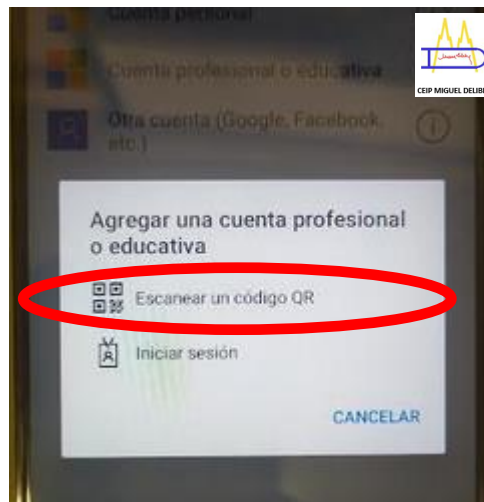 Cuenta personal
Cuenta profesional o educativa
Otra cuenta (Google, Facebook,
etc.)
CEIP MIGUEL DELIBE
Agregar una cuenta profesional
o educativa
Escanear un código QR
Iniciar sesión
CANCELAR